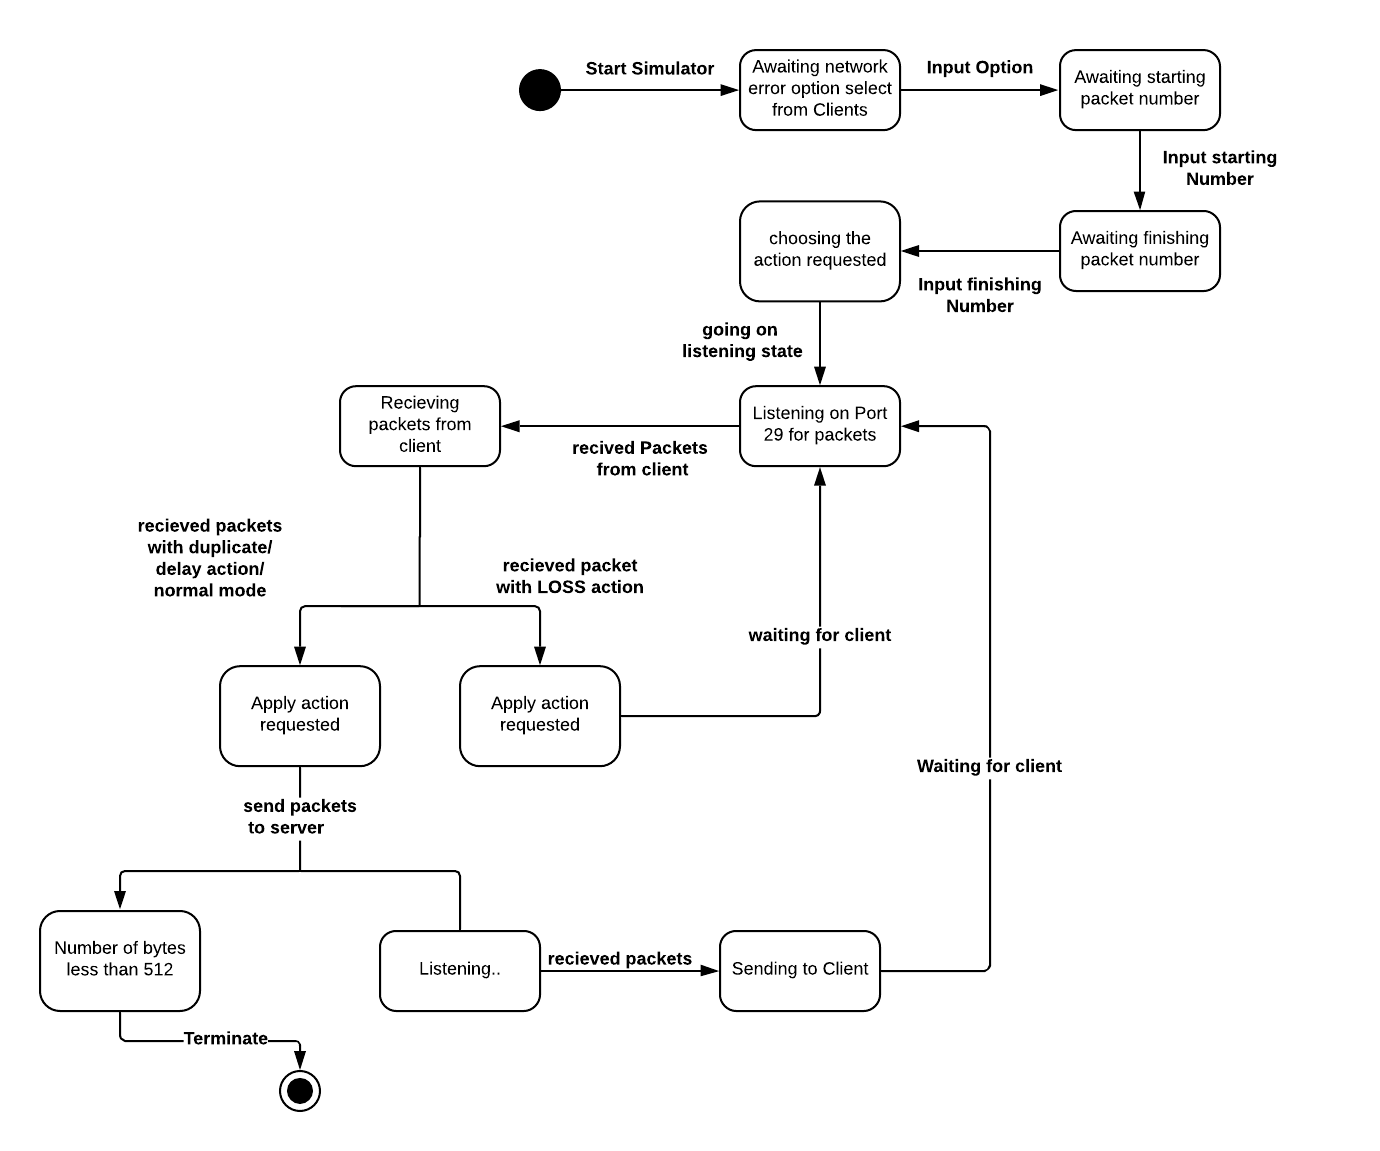 Start Simulator
Awaiting network
error option select
from Clients
Input Option
Awaiting starting
packet number
Input starting
Number
Awaiting finishing
packet number
Input finishing
Number
choosing the
action requested
going on
listening state
Listening on Port
29 for packets
recived Packets
from client
Recieving
packets from
client
recieved packets
with duplicate/
delay action/
normal mode
recieved packet
with LOSS action
waiting for client
Apply action
requested
Apply action
requested
Waiting for client
send packets
to server
Number of bytes
less than 512
Listening..
recieved packets
Sending to Client
Terminate